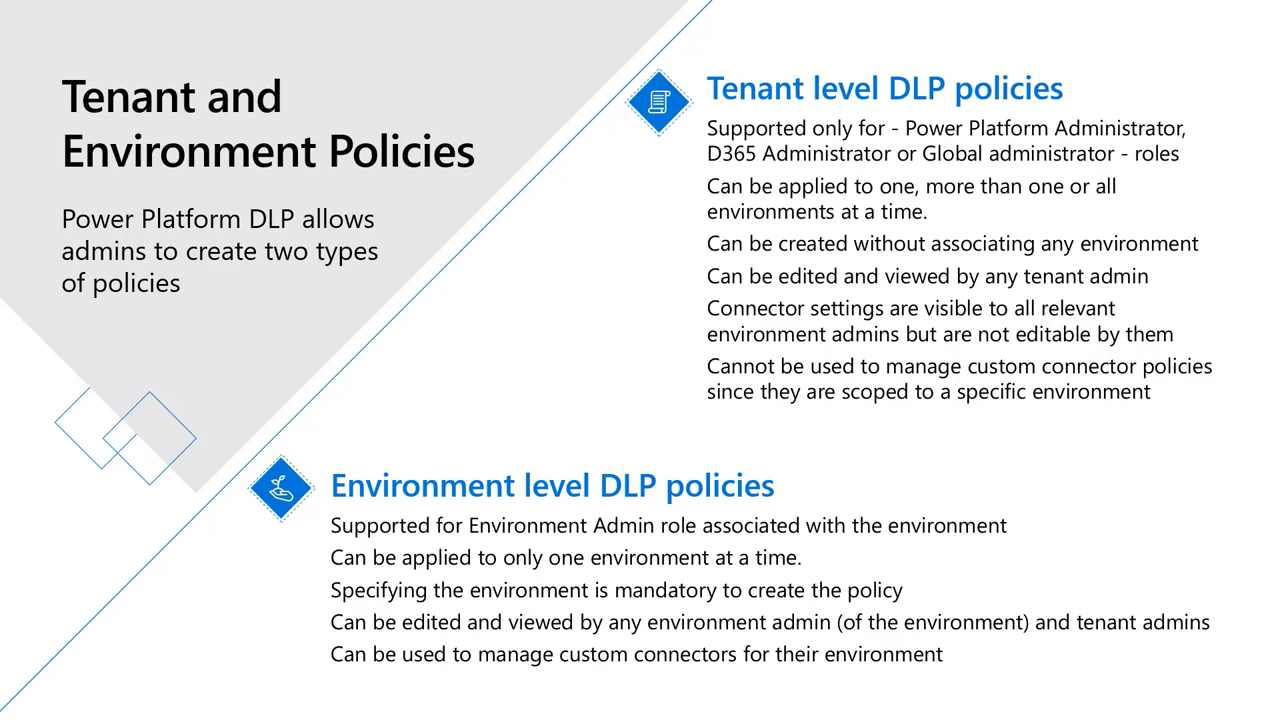 Tenant and
Environment Policies
Power Platform DLP allows
admins to create two types
of policies
Tenant level DLP policies
Supported only for - Power Platform Administrator,
D365 Administrator or Global administrator - roles
Can be applied to one, more than one or all
environments at a time.
Can be created without associating any environment
Can be edited and viewed by any tenant admin
Connector settings are visible to all relevant
environment admins but are not editable by them
Cannot be used to manage custom connector policies
since they are scoped to a specific environment
Environment level DLP policies
Supported for Environment Admin role associated with the environment
Can be applied to only one environment at a time.
Specifying the environment is mandatory to create the policy
Can be edited and viewed by any environment admin (of the environment) and tenant admins
Can be used to manage custom connectors for their environment